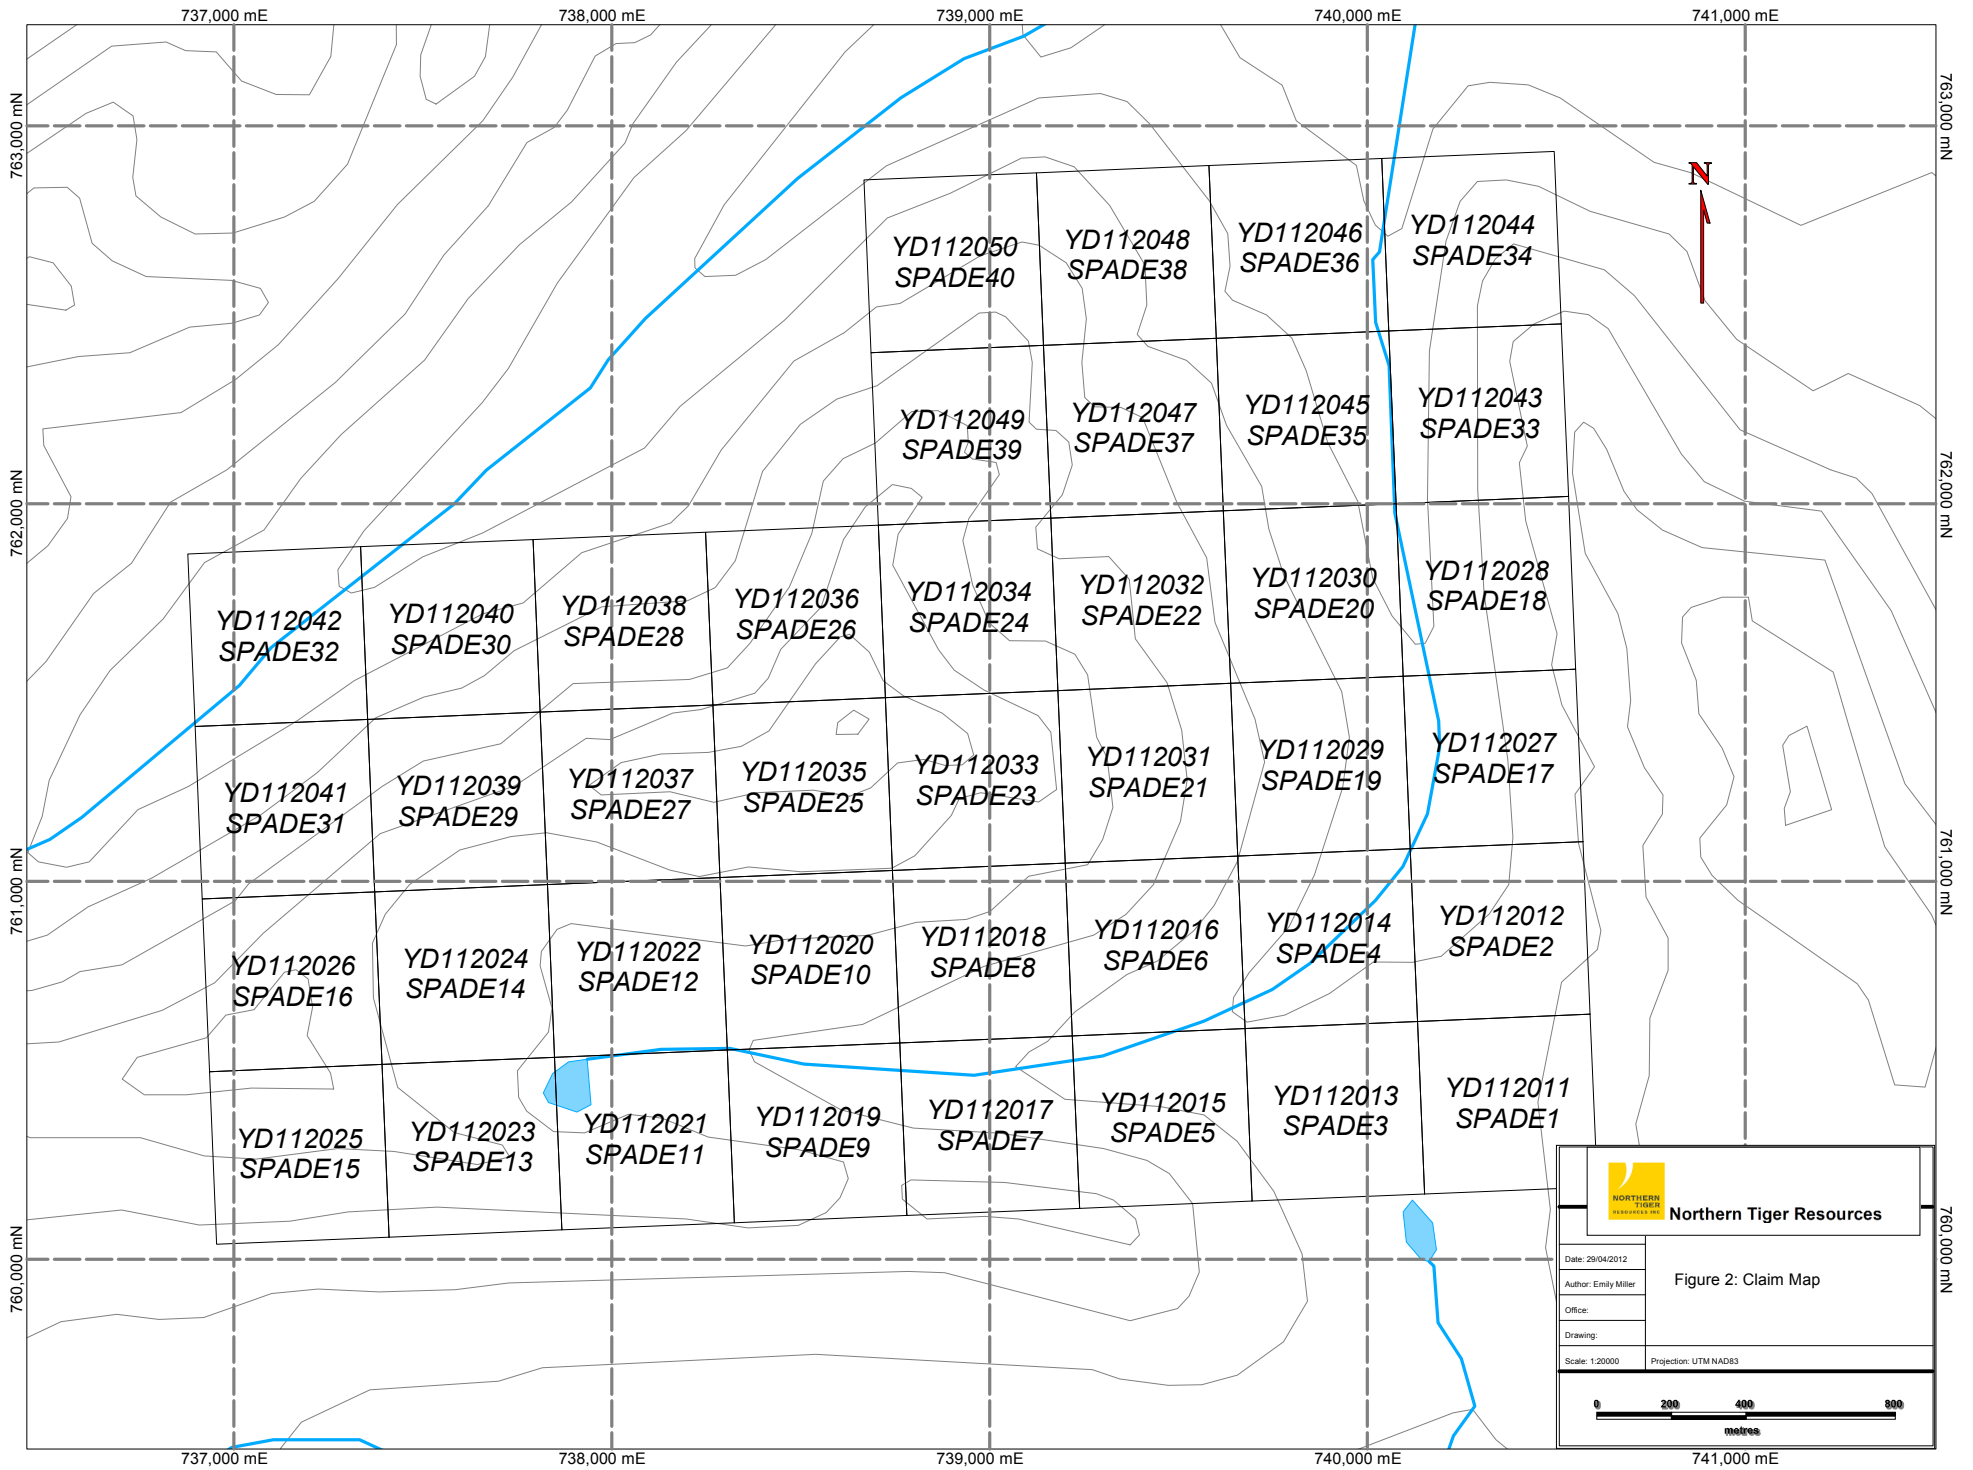 737,000 mE
738,000 mE
739,000 mE
740,000 mE
741,000 mE
763,000 mN
763,000 mN
N
YD112050
SPADE40
YD112048
SPADE38
YD112046
SPADE36
YD112044
SPADE34
YD112049
SPADE39
YD112047
SPADE37
YD112045
SPADE35
YD112043
SPADE33
762,000 mN
762,000 mN
YD112042
SPADE32
YD112040
SPADE30
YD112038
SPADE28
YD112036
SPADE26
YD112034
SPADE24
YD112032
SPADE22
YD112030
SPADE20
YD112028
SPADE18
YD112041
SPADE31
YD112039
SPADE29
YD112037
SPADE27
YD112035
SPADE25
YD112033
SPADE23
YD112031
SPADE21
YD112029
SPADE19
YD112027
SPADE17
761,000 mN
761,000 mN
YD112026
SPADE16
YD112024
SPADE14
YD112022
SPADE12
YD112020
SPADE10
YD112018
SPADE8
YD112016
SPADE6
YD112014
SPADE4
YD112012
SPADE2
YD112025
SPADE15
YD112023
SPADE13
YD112021
SPADE11
YD112019
SPADE9
YD112017
SPADE7
YD112015
SPADE5
YD112013
SPADE3
YD112011
SPADE1
760,000 mN
760,000 mN
NORTHERN
TIGER
RESOURCES INC
Northern Tiger Resources
Date: 29/04/2012
Author: Emily Miller
Office:
Drawing:
Scale: 1:20000
Figure 2: Claim Map
Projection: UTM NAD83
0
200
400
800
metres
737,000 mE
738,000 mE
739,000 mE
740,000 mE
741,000 mE